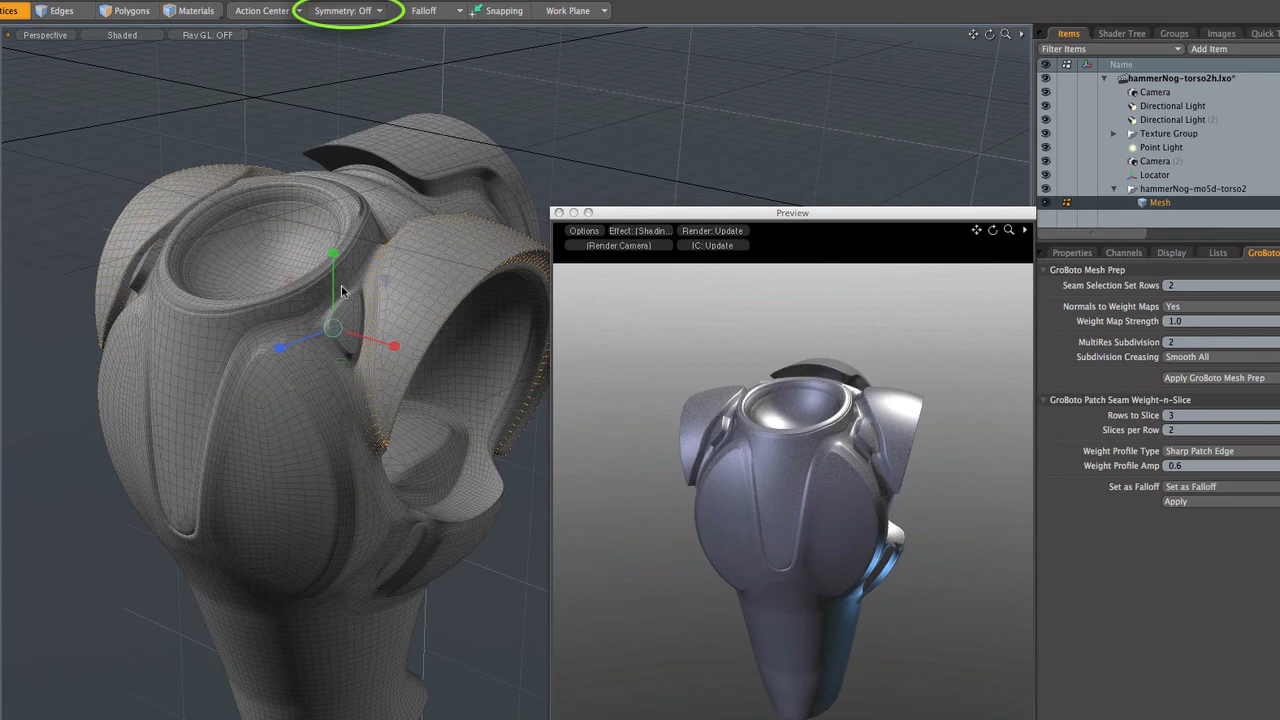 tices Edges Polygons Materials Action Center Symmetry: Off Falloff Snapping Work Plane
Perspective Shaded Ray GL: OFF
Items Shader Tree Groups Images Quick T
Filter Items Add Item
Name
hammerNog-torso2h.lxo*
Camera
Directional Light
Directional Light (2)
Texture Group
Point Light
Camera (2)
Locator
hammerNog-mo5d-torso2
Mesh
Preview
Options Effect: (Shadin... Render: Update
(Render Camera) IC: Update
Properties Channels Display Lists GroBoto
GroBoto Mesh Prep
Seam Selection Set Rows 2
Normals to Weight Maps Yes
Weight Map Strength 1.0
MultiRes Subdivision 2
Subdivision Creasing Smooth All
Apply GroBoto Mesh Prep
GroBoto Patch Seam Weight-n-Slice
Rows to Slice 3
Slices per Row 2
Weight Profile Type Sharp Patch Edge
Weight Profile Amp 0.6
Set as Falloff Set as Falloff
Apply